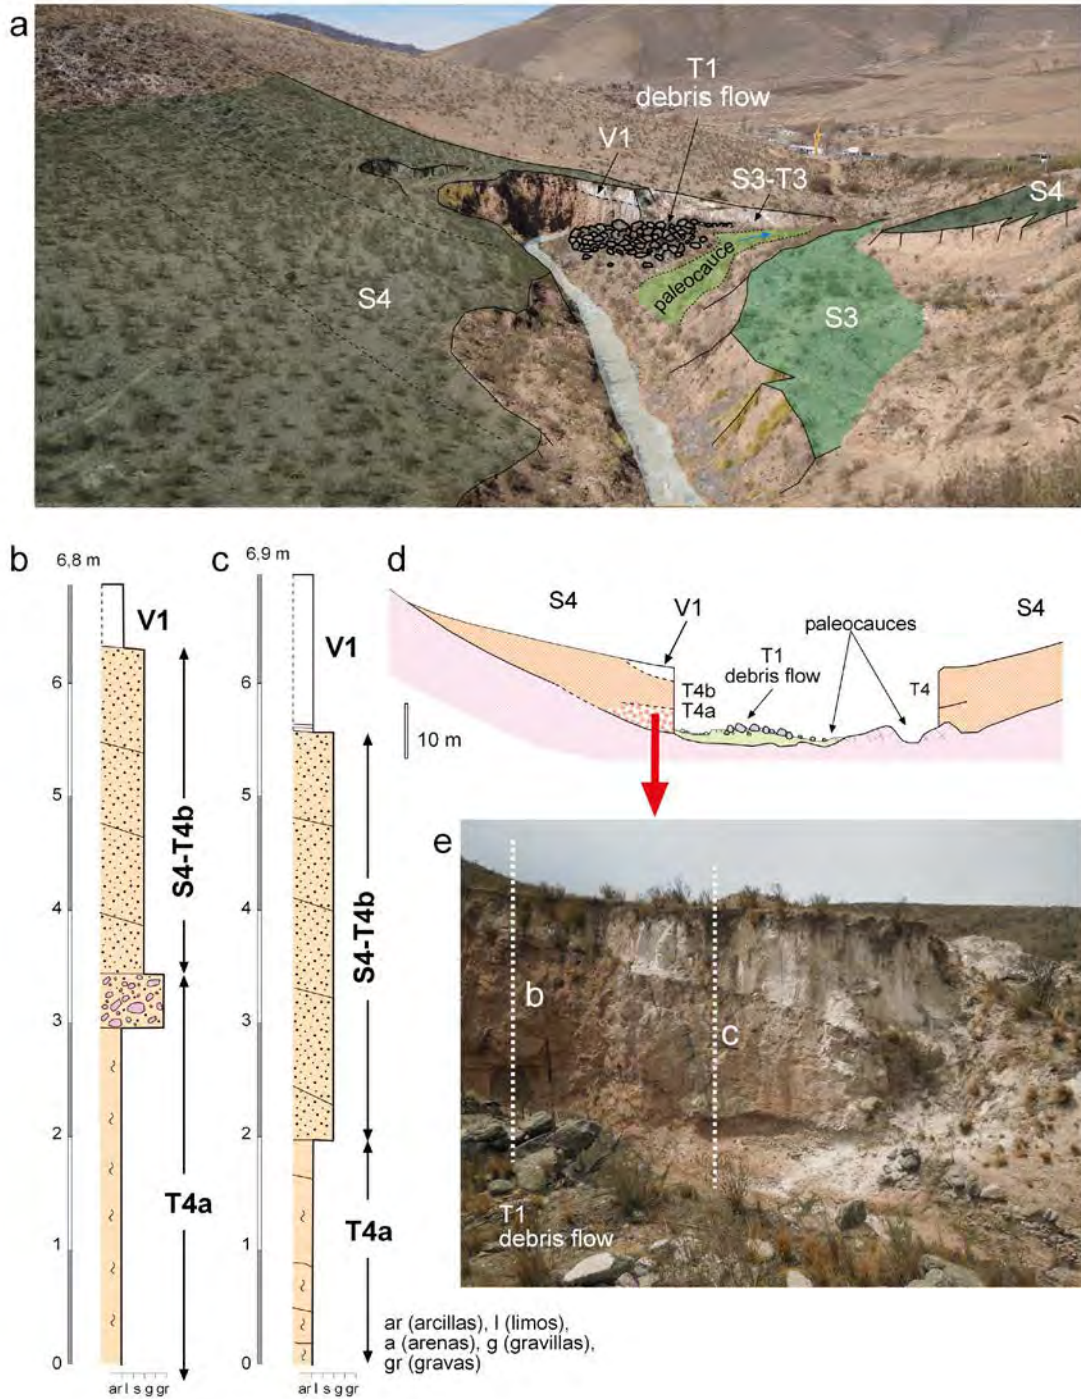 a
T1
debris flow
V1
S3-T3
S4
S4
paleocauce
S3
b
6,8 m
V1
6
5
S4-T4b
4
3
2
T4a
1
0
ar l s g gr
c
6,9 m
V1
6
5
S4-T4b
4
3
2
T4a
1
0
ar l s g gr
ar (arcillas), l (limos),
a (arenas), g (gravillas),
gr (gravas)
d
S4
V1
paleocauces
S4
T1
debris flow
T4b
T4a
T4
10 m
e
b
c
T1
debris flow